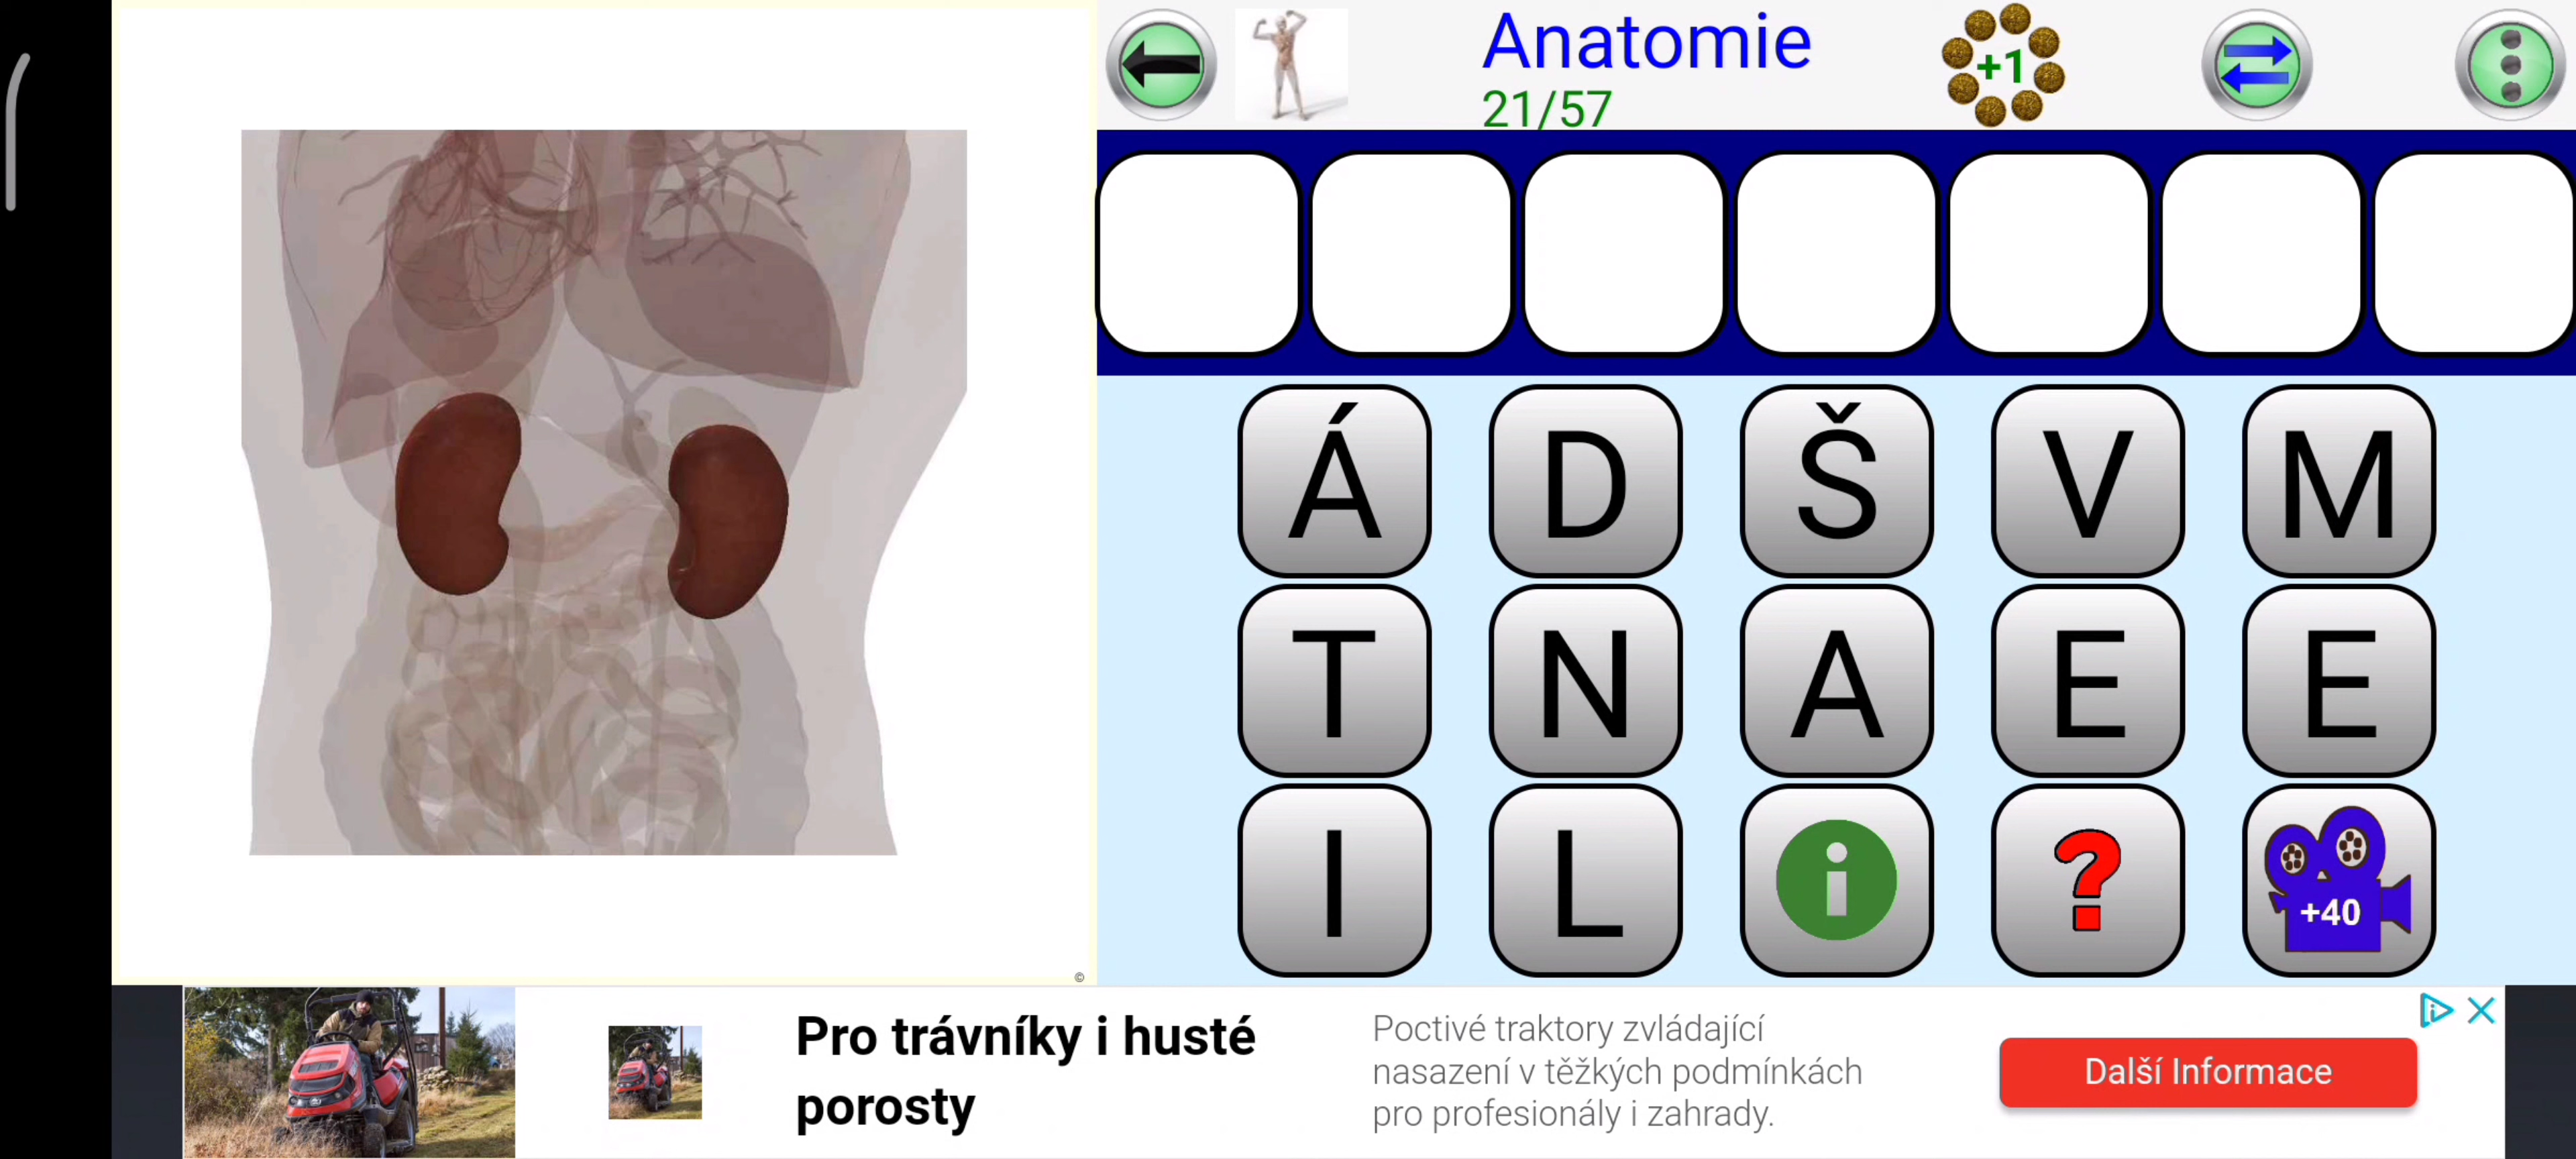 Anatomie
21/57
+1
Á D Š V M
T N A E E
I L i ? +40
©
Pro trávníky i husté
porosty
Poctivé traktory zvládající
nasazení v těžkých podmínkách
pro profesionály i zahrady.
Další Informace